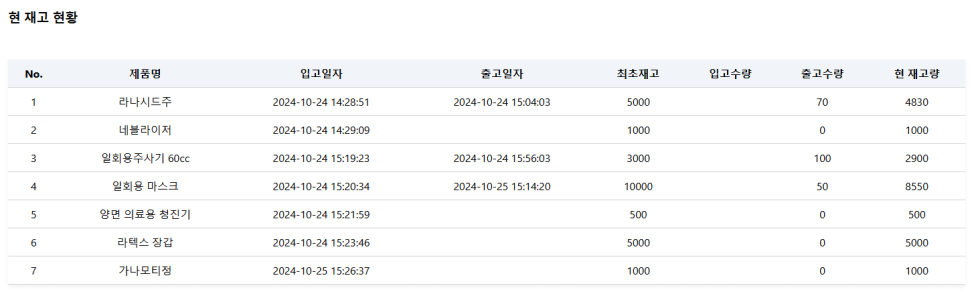 현 재고 현황
No. 제품명 입고일자 출고일자 최초재고 입고수량 출고수량 현 재고량
1 라나시드주 2024-10-24 14:28:51 2024-10-24 15:04:03 5000 70 4830
2 네블라이저 2024-10-24 14:29:09 1000 0 1000
3 일회용주사기 60cc 2024-10-24 15:19:23 2024-10-24 15:56:03 3000 100 2900
4 일회용 마스크 2024-10-24 15:20:34 2024-10-25 15:14:20 10000 50 8550
5 양면 의료용 청진기 2024-10-24 15:21:59 500 0 500
6 라텍스 장갑 2024-10-24 15:23:46 5000 0 5000
7 가나모티정 2024-10-25 15:26:37 1000 0 1000